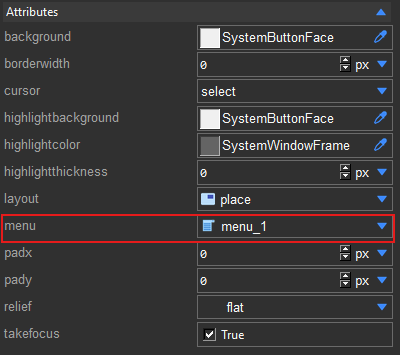 Attributes
background SystemButtonFace
borderwidth 0 px
cursor select
highlightbackground SystemButtonFace
highlightcolor SystemWindowFrame
highlightthickness 0 px
layout place
menu menu_1
padx 0 px
pady 0 px
relief flat
takefocus True